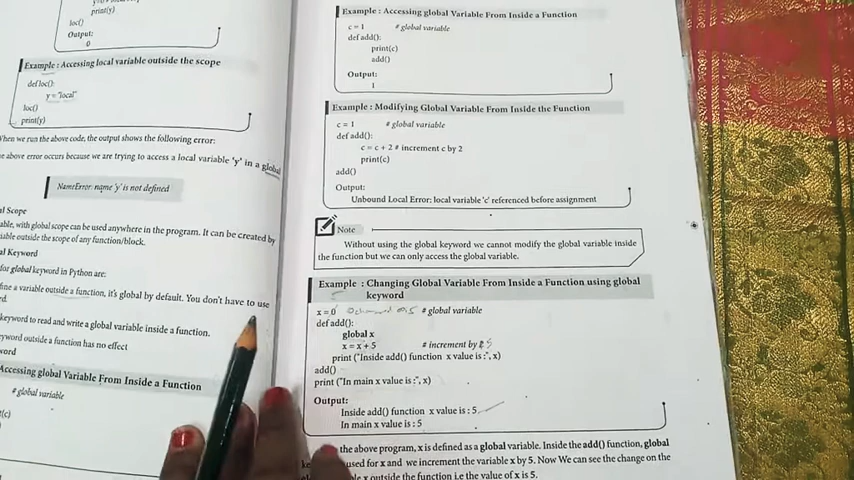 print(y)
loc()
Output:
0
Example : Accessing local variable outside the scope
def loc():
y = "local"
loc()
print(y)
When we run the above code, the output shows the following error:
e above error occurs because we are trying to access a local variable 'y' in a global
NameError: name 'y' is not defined
al Scope
able, with global scope can be used anywhere in the program. It can be created by
iable outside the scope of any function/block.
al Keyword
for global keyword in Python are:
fine a variable outside a function, it's global by default. You don't have to use
rd.
keyword to read and write a global variable inside a function.
eyword outside a function has no effect
word
Accessing global Variable From Inside a Function
# global variable
t(c)
Example : Accessing global Variable From Inside a Function
c = 1 # global variable
def add():
print(c)
add()
Output:
1
Example : Modifying Global Variable From Inside the Function
c = 1 # global variable
def add():
c = c + 2 # increment c by 2
print(c)
add()
Output:
Unbound Local Error: local variable 'c' referenced before assignment
Note
Without using the global keyword we cannot modify the global variable inside
the function but we can only access the global variable.
Example : Changing Global Variable From Inside a Function using global
keyword
x = 0 # global variable
def add():
global x
x = x + 5 # increment by 5
print ("Inside add() function x value is :", x)
add()
print ("In main x value is :", x)
Output:
Inside add() function x value is : 5
In main x value is : 5
the above program, x is defined as a global variable. Inside the add() function, global
used for x and we increment the variable x by 5. Now We can see the change on the
x outside the function i.e the value of x is 5.